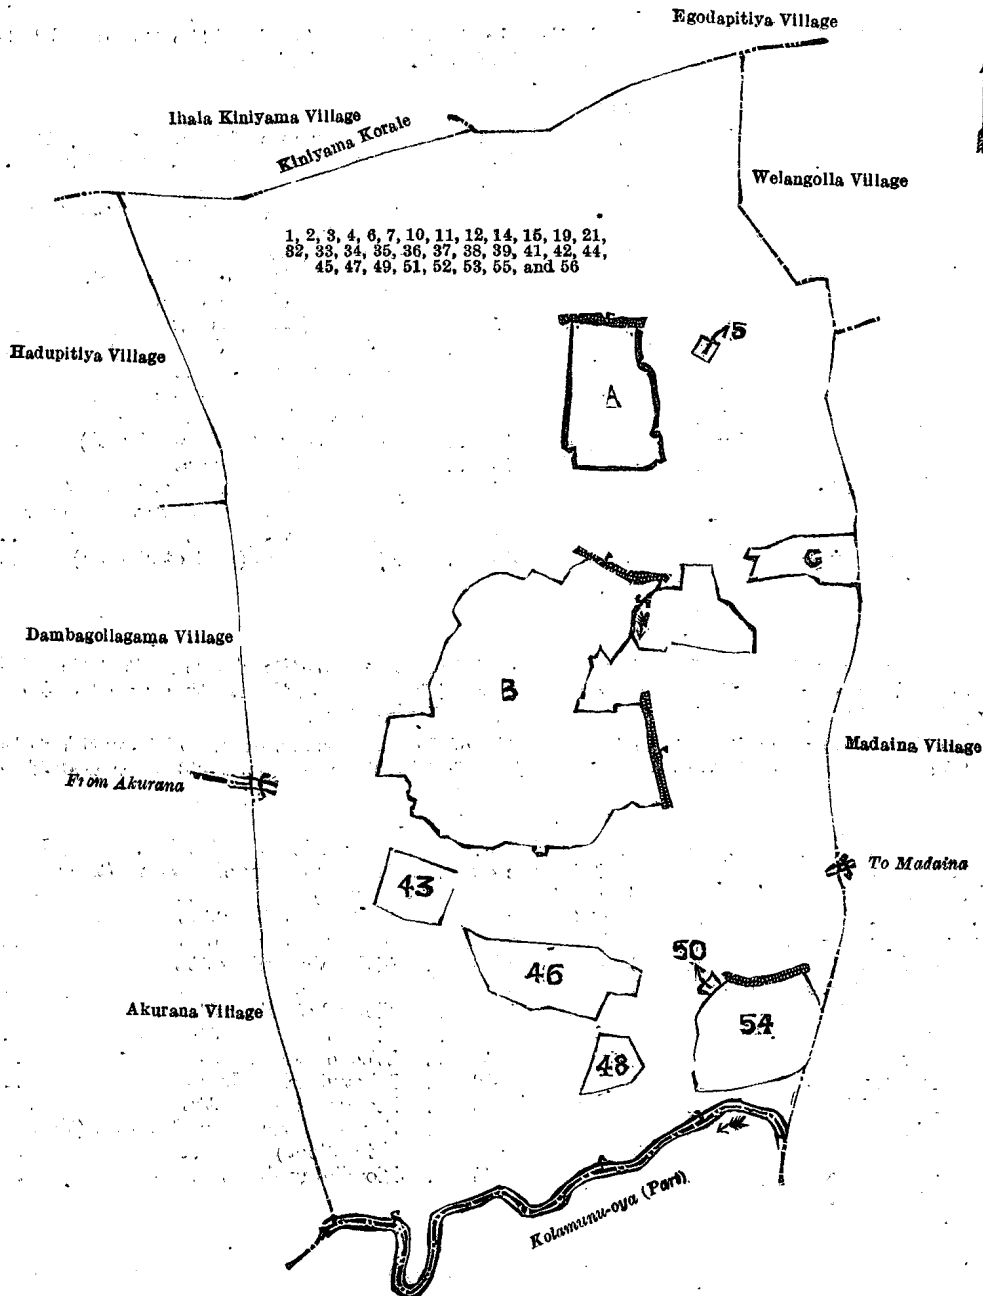 Egodapitiya Village
Ihala Kiniyama Village
Kiniyama Korale
Welangolla Village
1, 2, 3, 4, 6, 7, 10, 11, 12, 14, 15, 19, 21,
32, 33, 34, 35, 36, 37, 38, 39, 41, 42, 44,
45, 47, 49, 51, 52, 53, 55, and 56
5
Hadupitiya Village
A
C
Dambagollagama Village
B
Madaina Village
From Akurana
To Madaina
43
50
46
Akurana Village
54
48
Kolamunu-oya (Part)